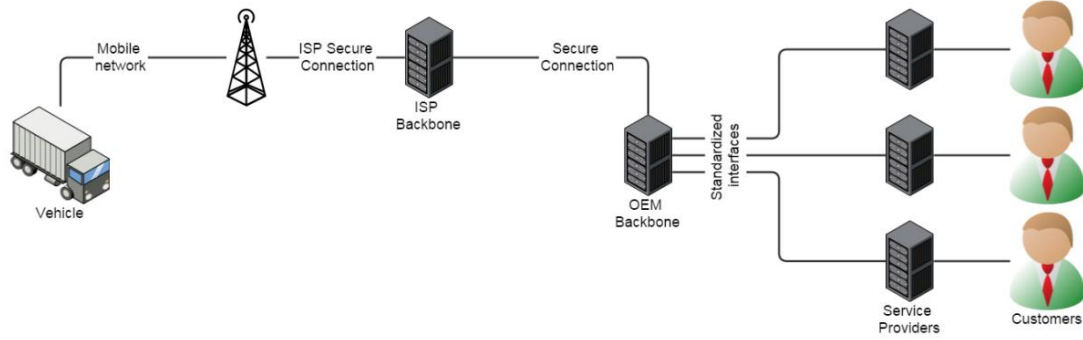 Mobile
network
ISP Secure
Connection
Secure
Connection
ISP
Backbone
Standardized
interfaces
Vehicle
OEM
Backbone
Service
Providers
Customers